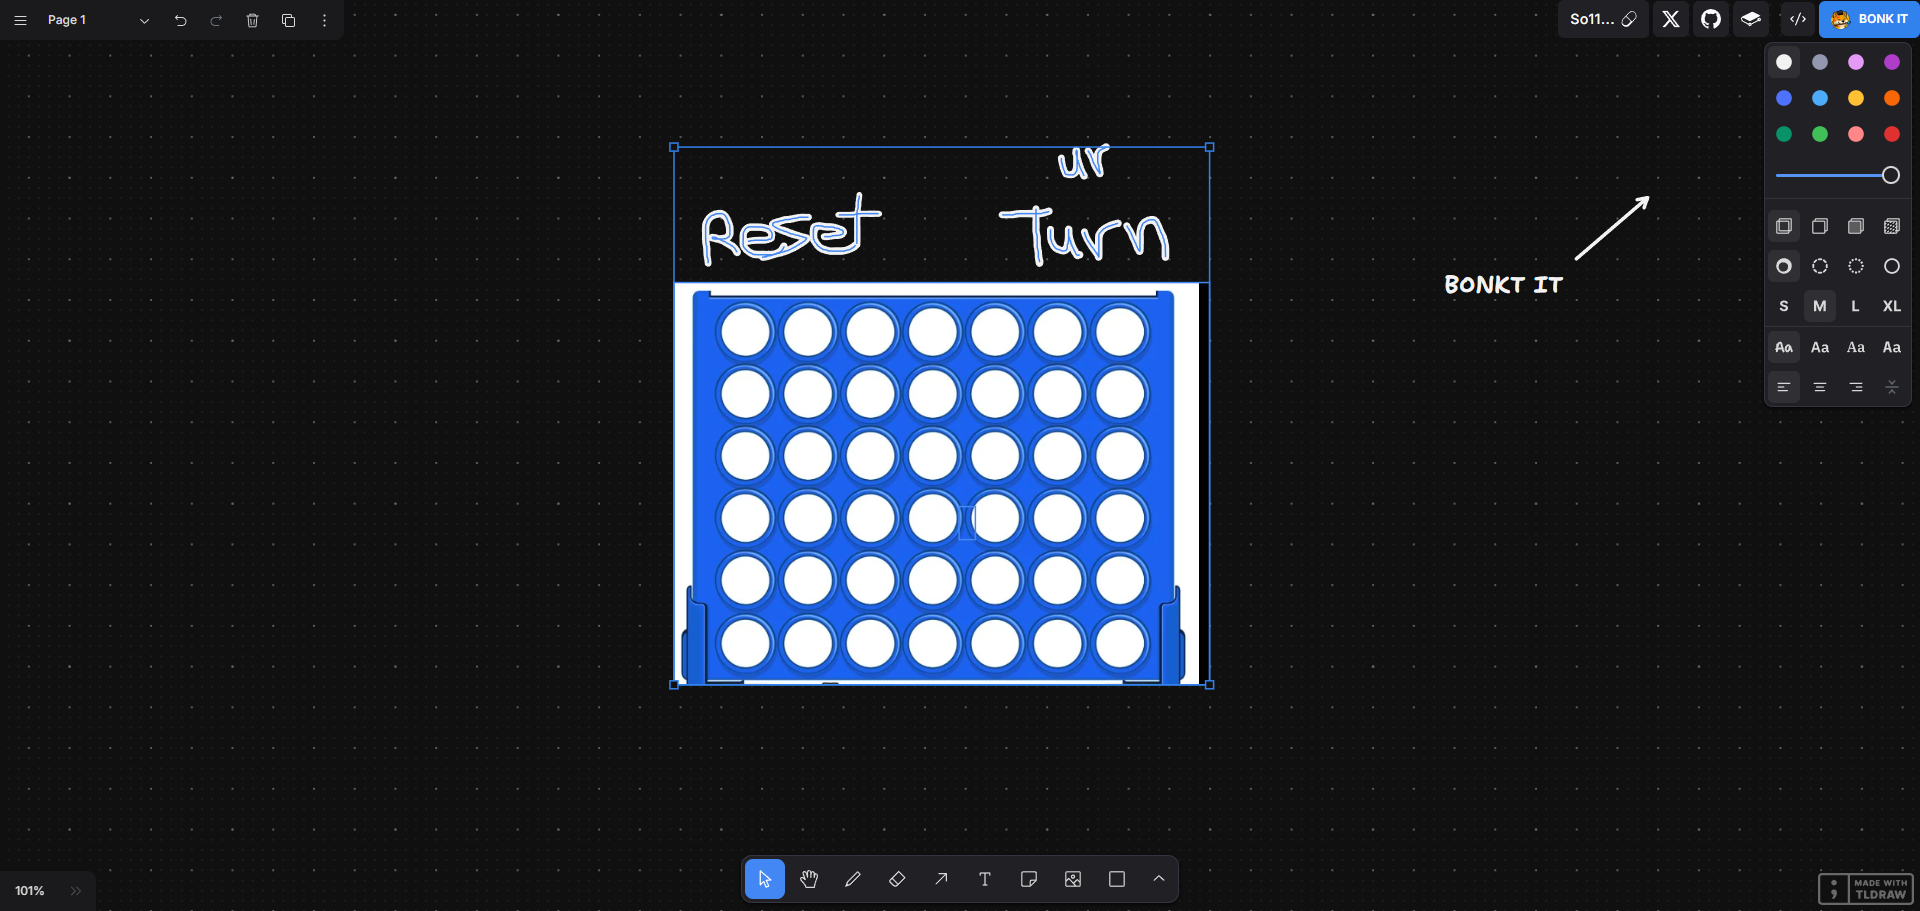 Page 1
So11...
BONK IT
ur
Reset Turn
BONKT IT
S M L XL
Aa Aa Aa Aa
T
101%
MADE WITH
TLDRAW